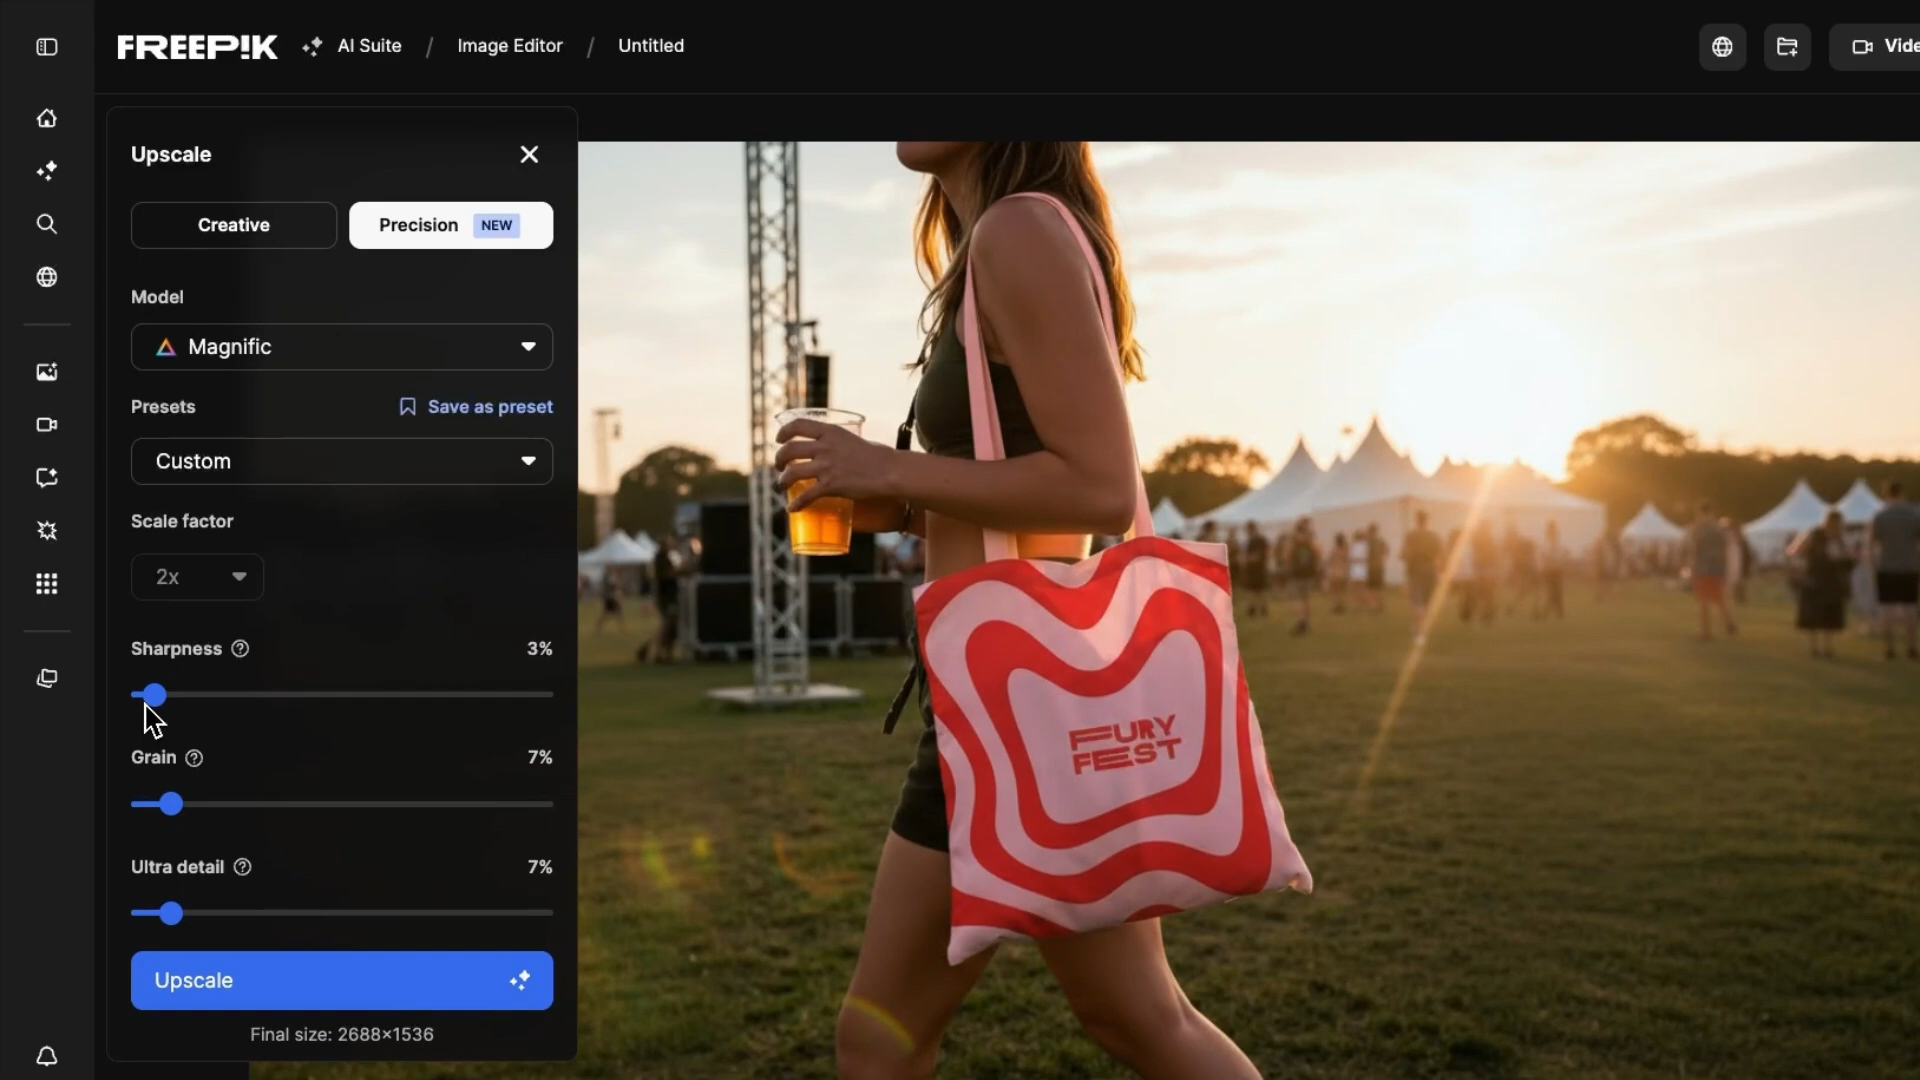 FREEP!K AI Suite / Image Editor / Untitled
Vide
Upscale
Creative
Precision NEW
Model
Magnific
Presets
Save as preset
Custom
Scale factor
2x
Sharpness
3%
Grain
7%
Ultra detail
7%
Upscale
Final size: 2688×1536
FURY
FEST